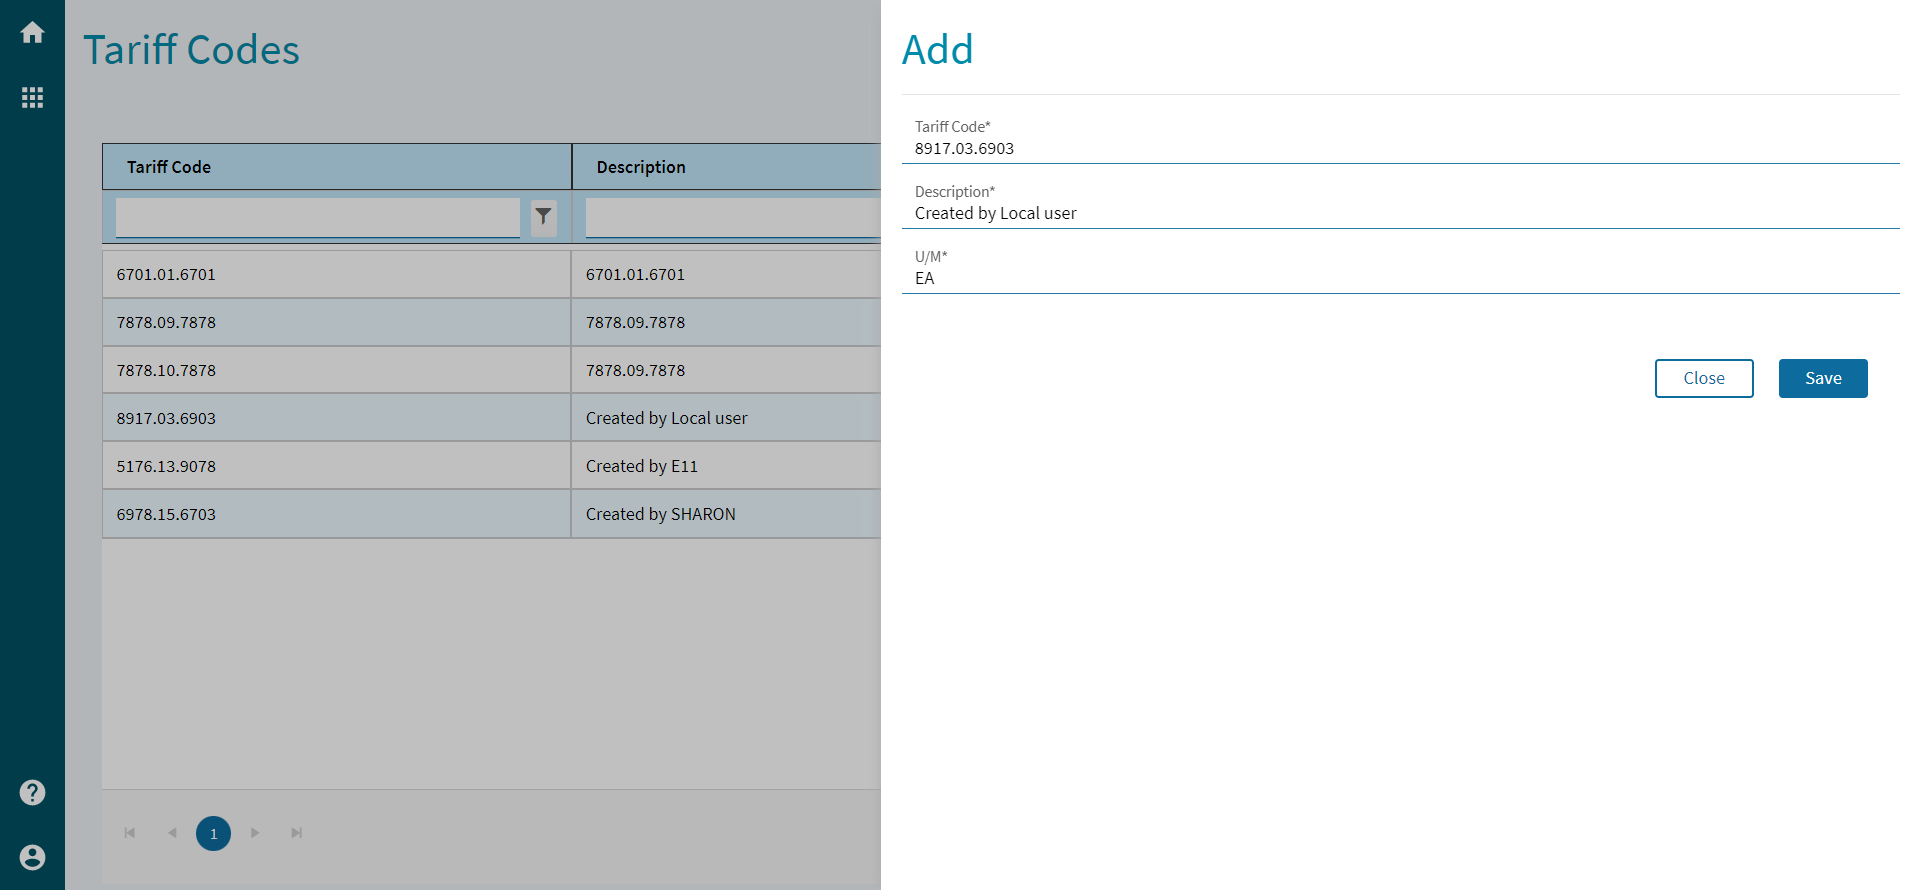 Tariff Codes
Tariff Code
Description
6701.01.6701
6701.01.6701
7878.09.7878
7878.09.7878
7878.10.7878
7878.09.7878
8917.03.6903
Created by Local user
5176.13.9078
Created by E11
6978.15.6703
Created by SHARON
1
Add
Tariff Code*
8917.03.6903
Description*
Created by Local user
U/M*
EA
Close
Save